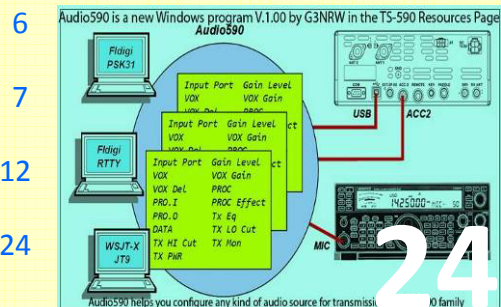 Audio590 is a new Windows program V.1.00 by G3NRW in the TS-590 Resources Page
Audio590
6
7
12
24
Fldigi
PSK31
Fldigi
RTTY
WSJT-X
JT9
Input Port Gain Level
VOX VOX Gain
Input Port Gain Level
VOX VOX Gain
Input Port Gain Level
VOX VOX Gain
VOX Del PROC
PRO.I PROC Effect
PRO.O Tx Eq
DATA TX LO Cut
TX HI Cut TX Mon
TX PWR
USB
ACC2
MIC
24
Audio590 helps you configure any kind of audio source for transmiss 0 family